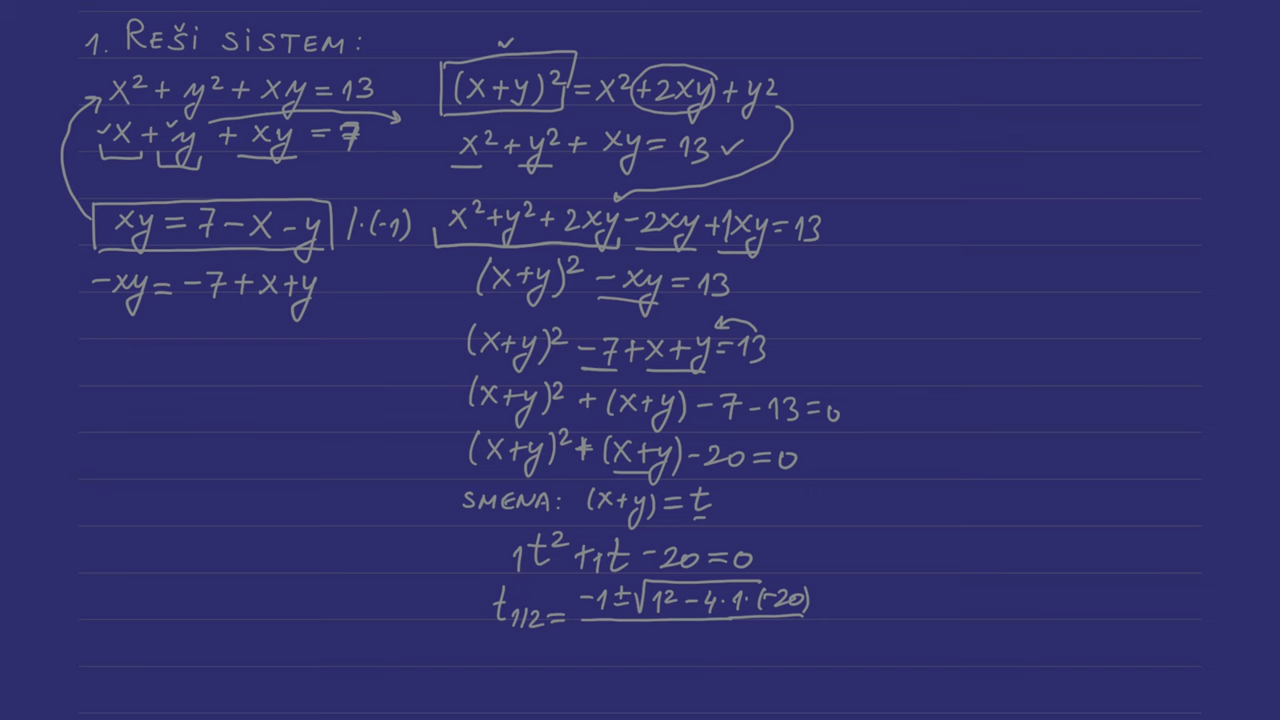 1. REŠi SiSTEM:
x² + y² + xy = 13
x + y + xy = 7
xy = 7 - x - y /·(-1)
-xy = -7 + x + y
(x+y)² = x² + 2xy + y²
x² + y² + xy = 13 ✓
x² + y² + 2xy - 2xy + 1xy = 13
(x+y)² - xy = 13
(x+y)² - 7 + x + y = 13
(x+y)² + (x+y) - 7 - 13 = 0
(x+y)² + (x+y) - 20 = 0
SMENA: (x+y) = t
1t² + 1t - 20 = 0
t1/2 = -1 ± √1² - 4·1·(-20)